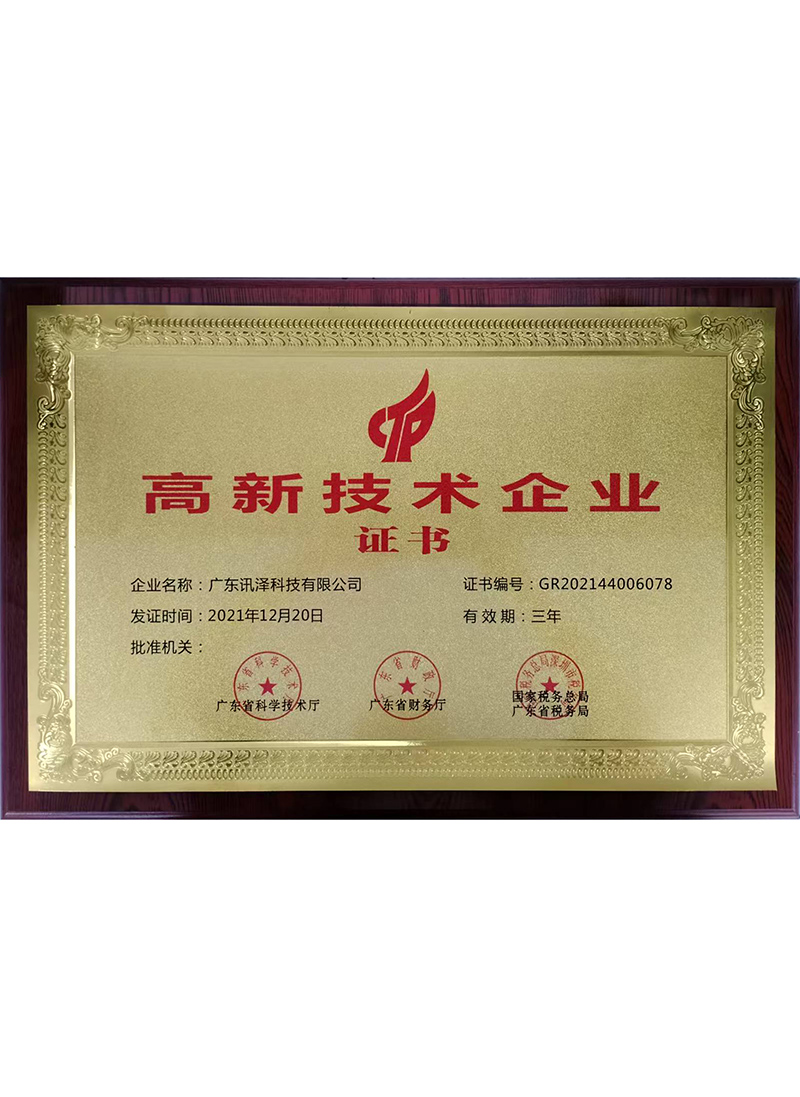 高新技术企业
证书
企业名称：广东讯泽科技有限公司
证书编号：GR202144006078
发证时间：2021年12月20日
有效期：三年
批准机关：
广东省科学技术厅
广东省财务厅
国家税务总局
广东省税务局